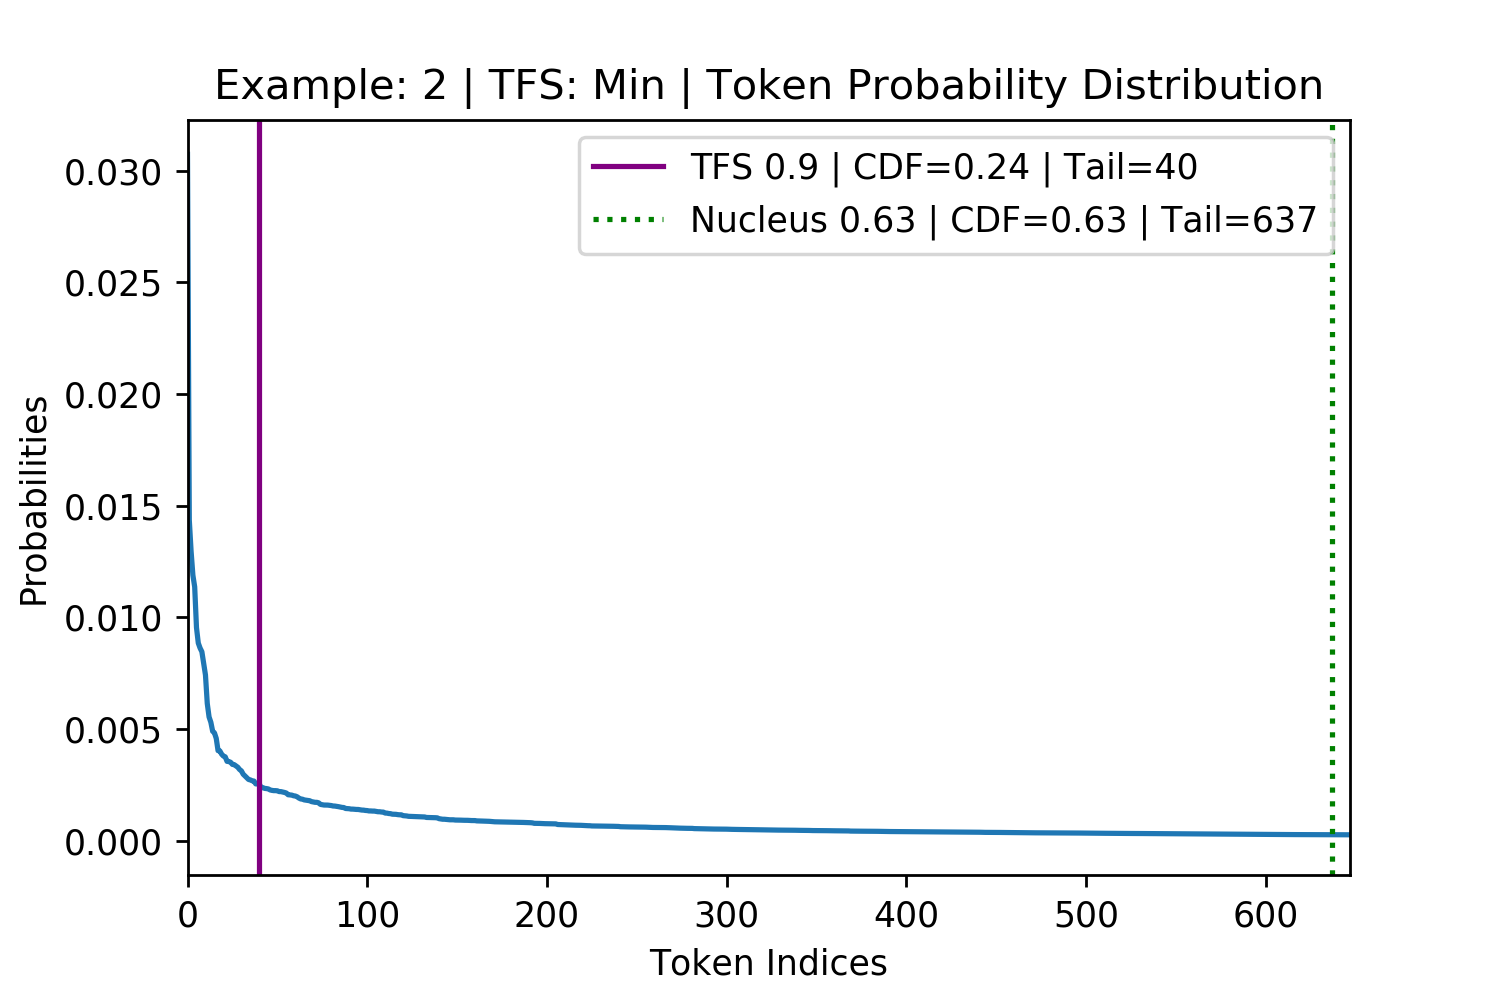 Example: 2 | TFS: Min | Token Probability Distribution
TFS 0.9 | CDF=0.24 | Tail=40
Nucleus 0.63 | CDF=0.63 | Tail=637
Probabilities
0.030
0.025
0.020
0.015
0.010
0.005
0.000
0 100 200 300 400 500 600
Token Indices